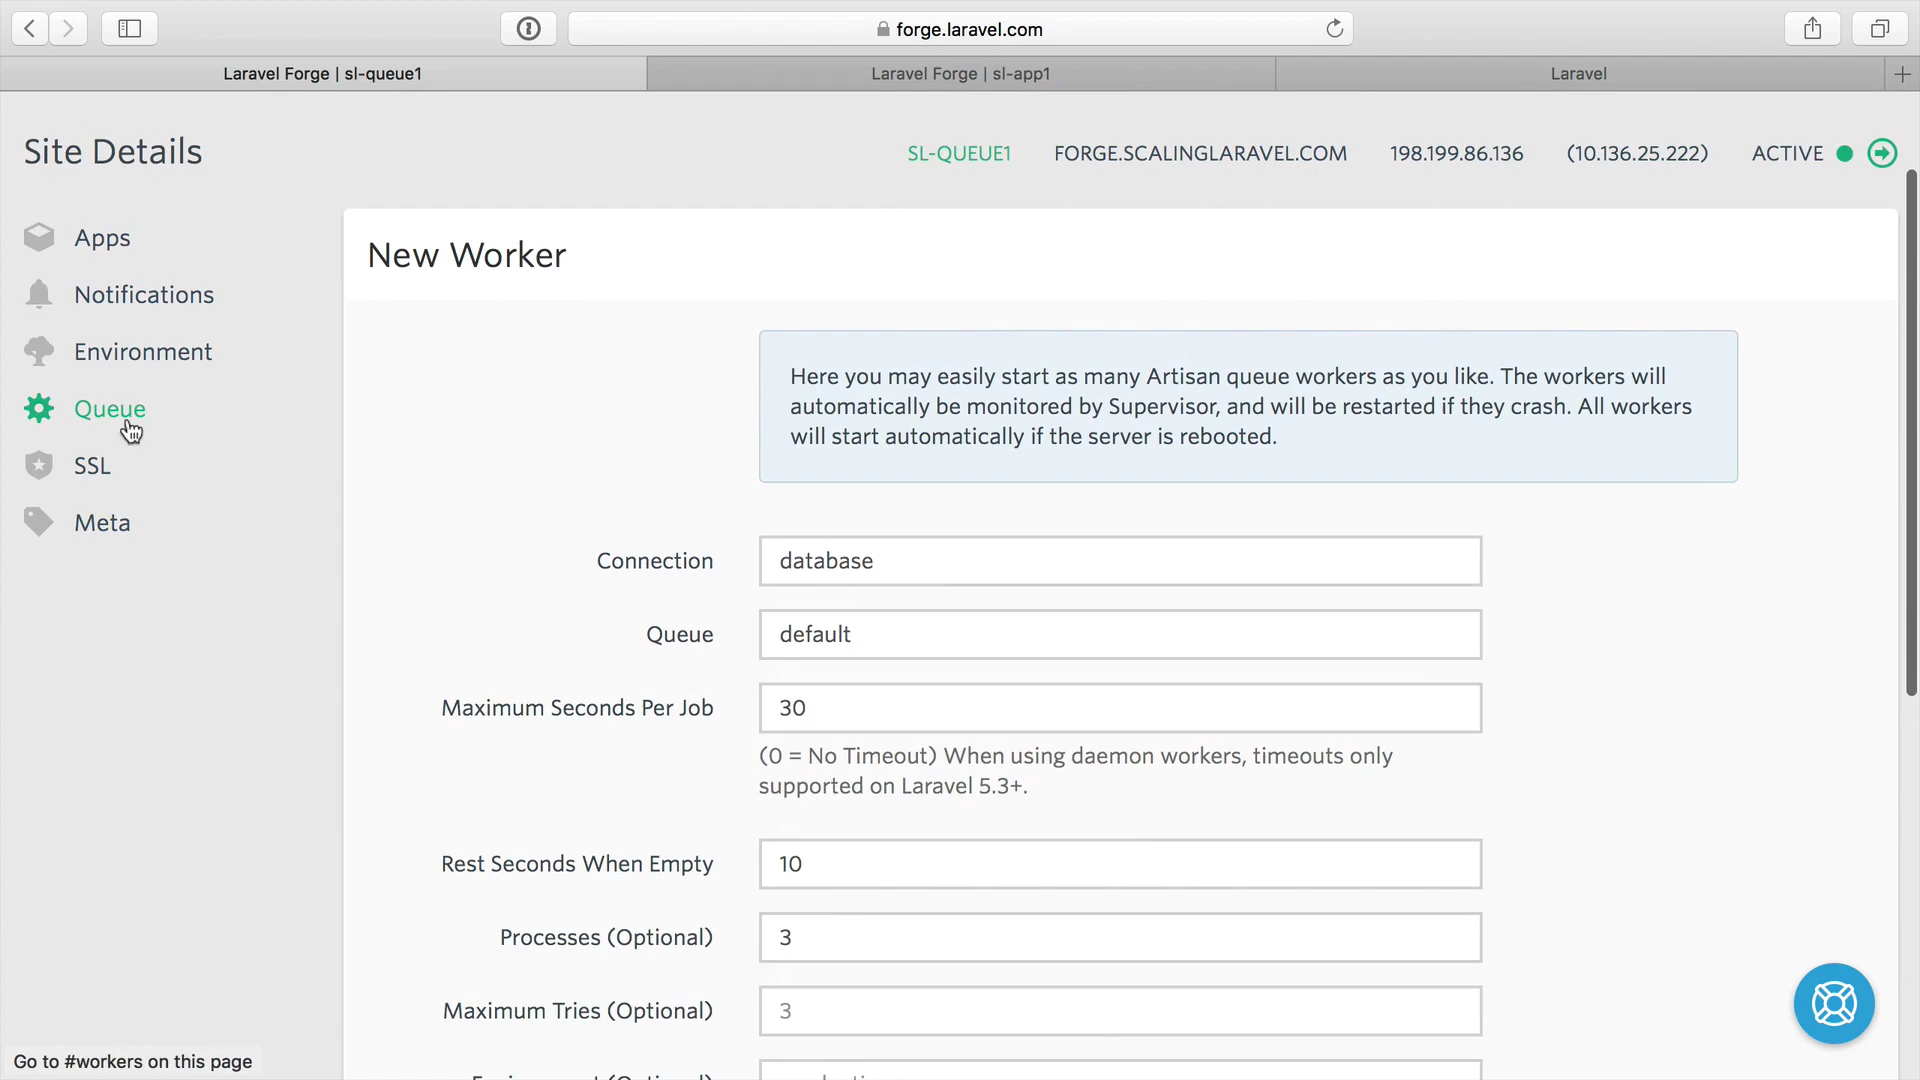 forge.laravel.com
Laravel Forge | sl-queue1
Laravel Forge | sl-app1
Laravel
Site Details
SL-QUEUE1
FORGE.SCALINGLARAVEL.COM
198.199.86.136
(10.136.25.222)
ACTIVE
Apps
Notifications
Environment
Queue
SSL
Meta
New Worker
Here you may easily start as many Artisan queue workers as you like. The workers will
automatically be monitored by Supervisor, and will be restarted if they crash. All workers
will start automatically if the server is rebooted.
Connection
database
Queue
default
Maximum Seconds Per Job
30
(0 = No Timeout) When using daemon workers, timeouts only
supported on Laravel 5.3+.
Rest Seconds When Empty
10
Processes (Optional)
3
Maximum Tries (Optional)
3
Go to #workers on this page